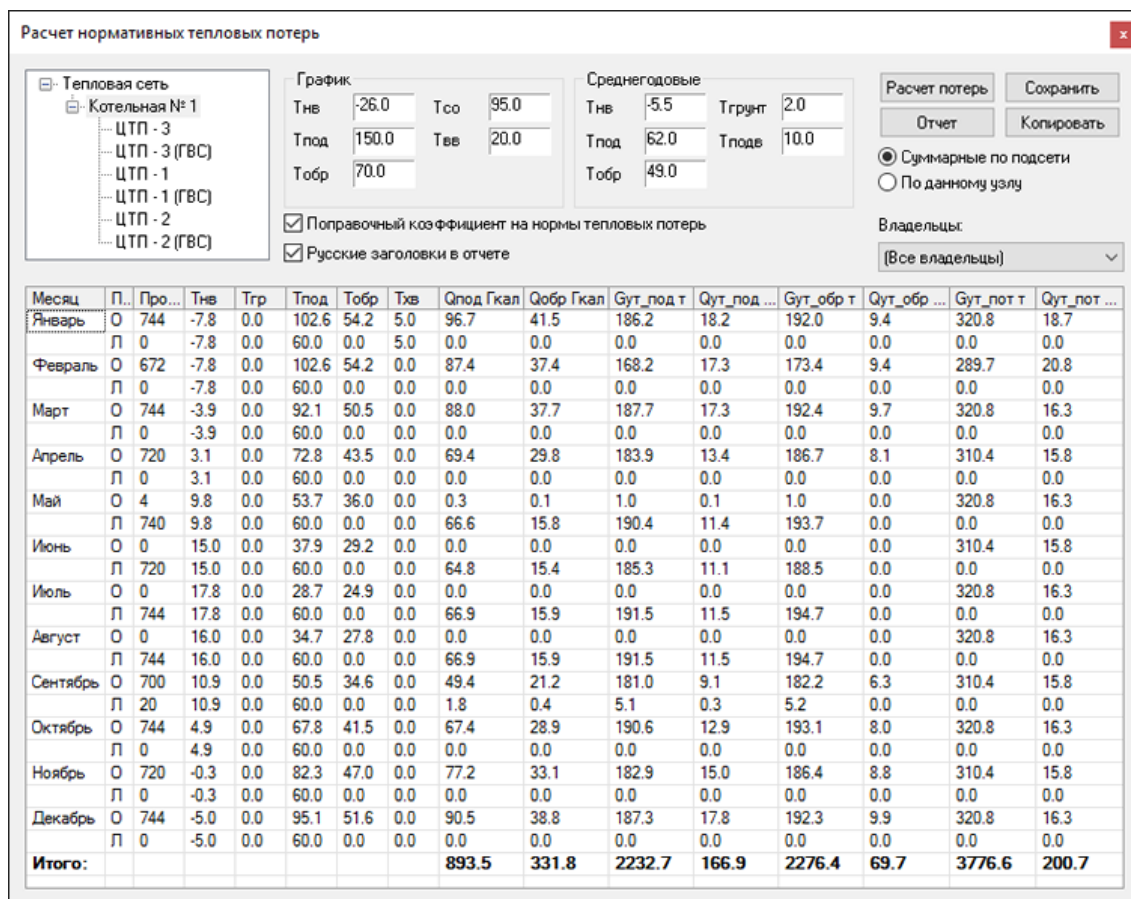 Расчет нормативных тепловых потерь
x
Тепловая сеть
Котельная № 1
ЦТП - 3
ЦТП - 3 (ГВС)
ЦТП - 1
ЦТП - 1 (ГВС)
ЦТП - 2
ЦТП - 2 (ГВС)
График
Тнв -26.0 Тсо 95.0
Тпод 150.0 Твв 20.0
Тобр 70.0
Среднегодовые
Тнв -5.5 Тгрунт 2.0
Тпод 62.0 Тподв 10.0
Тобр 49.0
Расчет потерь Сохранить
Отчет Копировать
Суммарные по подсети
По данному узлу
Поправочный коэффициент на нормы тепловых потерь
Русские заголовки в отчете
Владельцы:
(Все владельцы)
Месяц П.. Про... Тнв Тгр Тпод Тобр Тхв Qпод Гкал Qобр Гкал Gут_под т Qут_под ... Gут_обр т Qут_обр ... Gут_пот т Qут_пот ...
Январь О 744 -7.8 0.0 102.6 54.2 5.0 96.7 41.5 186.2 18.2 192.0 9.4 320.8 18.7
Л 0 -7.8 0.0 60.0 0.0 5.0 0.0 0.0 0.0 0.0 0.0 0.0 0.0 0.0
Февраль О 672 -7.8 0.0 102.6 54.2 0.0 87.4 37.4 168.2 17.3 173.4 9.4 289.7 20.8
Л 0 -7.8 0.0 60.0 0.0 0.0 0.0 0.0 0.0 0.0 0.0 0.0 0.0 0.0
Март О 744 -3.9 0.0 92.1 50.5 0.0 88.0 37.7 187.7 17.3 192.4 9.7 320.8 16.3
Л 0 -3.9 0.0 60.0 0.0 0.0 0.0 0.0 0.0 0.0 0.0 0.0 0.0 0.0
Апрель О 720 3.1 0.0 72.8 43.5 0.0 69.4 29.8 183.9 13.4 186.7 8.1 310.4 15.8
Л 0 3.1 0.0 60.0 0.0 0.0 0.0 0.0 0.0 0.0 0.0 0.0 0.0 0.0
Май О 4 9.8 0.0 53.7 36.0 0.0 0.3 0.1 1.0 0.1 1.0 0.0 320.8 16.3
Л 740 9.8 0.0 60.0 0.0 0.0 66.6 15.8 190.4 11.4 193.7 0.0 0.0 0.0
Июнь О 0 15.0 0.0 37.9 29.2 0.0 0.0 0.0 0.0 0.0 0.0 0.0 310.4 15.8
Л 720 15.0 0.0 60.0 0.0 0.0 64.8 15.4 185.3 11.1 188.5 0.0 0.0 0.0
Июль О 0 17.8 0.0 28.7 24.9 0.0 0.0 0.0 0.0 0.0 0.0 0.0 320.8 16.3
Л 744 17.8 0.0 60.0 0.0 0.0 66.9 15.9 191.5 11.5 194.7 0.0 0.0 0.0
Август О 0 16.0 0.0 34.7 27.8 0.0 0.0 0.0 0.0 0.0 0.0 0.0 320.8 16.3
Л 744 16.0 0.0 60.0 0.0 0.0 66.9 15.9 191.5 11.5 194.7 0.0 0.0 0.0
Сентябрь О 700 10.9 0.0 50.5 34.6 0.0 49.4 21.2 181.0 9.1 182.2 6.3 310.4 15.8
Л 20 10.9 0.0 60.0 0.0 0.0 1.8 0.4 5.1 0.3 5.2 0.0 0.0 0.0
Октябрь О 744 4.9 0.0 67.8 41.5 0.0 67.4 28.9 190.6 12.9 193.1 8.0 320.8 16.3
Л 0 4.9 0.0 60.0 0.0 0.0 0.0 0.0 0.0 0.0 0.0 0.0 0.0 0.0
Ноябрь О 720 -0.3 0.0 82.3 47.0 0.0 77.2 33.1 182.9 15.0 186.4 8.8 310.4 15.8
Л 0 -0.3 0.0 60.0 0.0 0.0 0.0 0.0 0.0 0.0 0.0 0.0 0.0 0.0
Декабрь О 744 -5.0 0.0 95.1 51.6 0.0 90.5 38.8 187.3 17.8 192.3 9.9 320.8 16.3
Л 0 -5.0 0.0 60.0 0.0 0.0 0.0 0.0 0.0 0.0 0.0 0.0 0.0 0.0
Итого: 893.5 331.8 2232.7 166.9 2276.4 69.7 3776.6 200.7